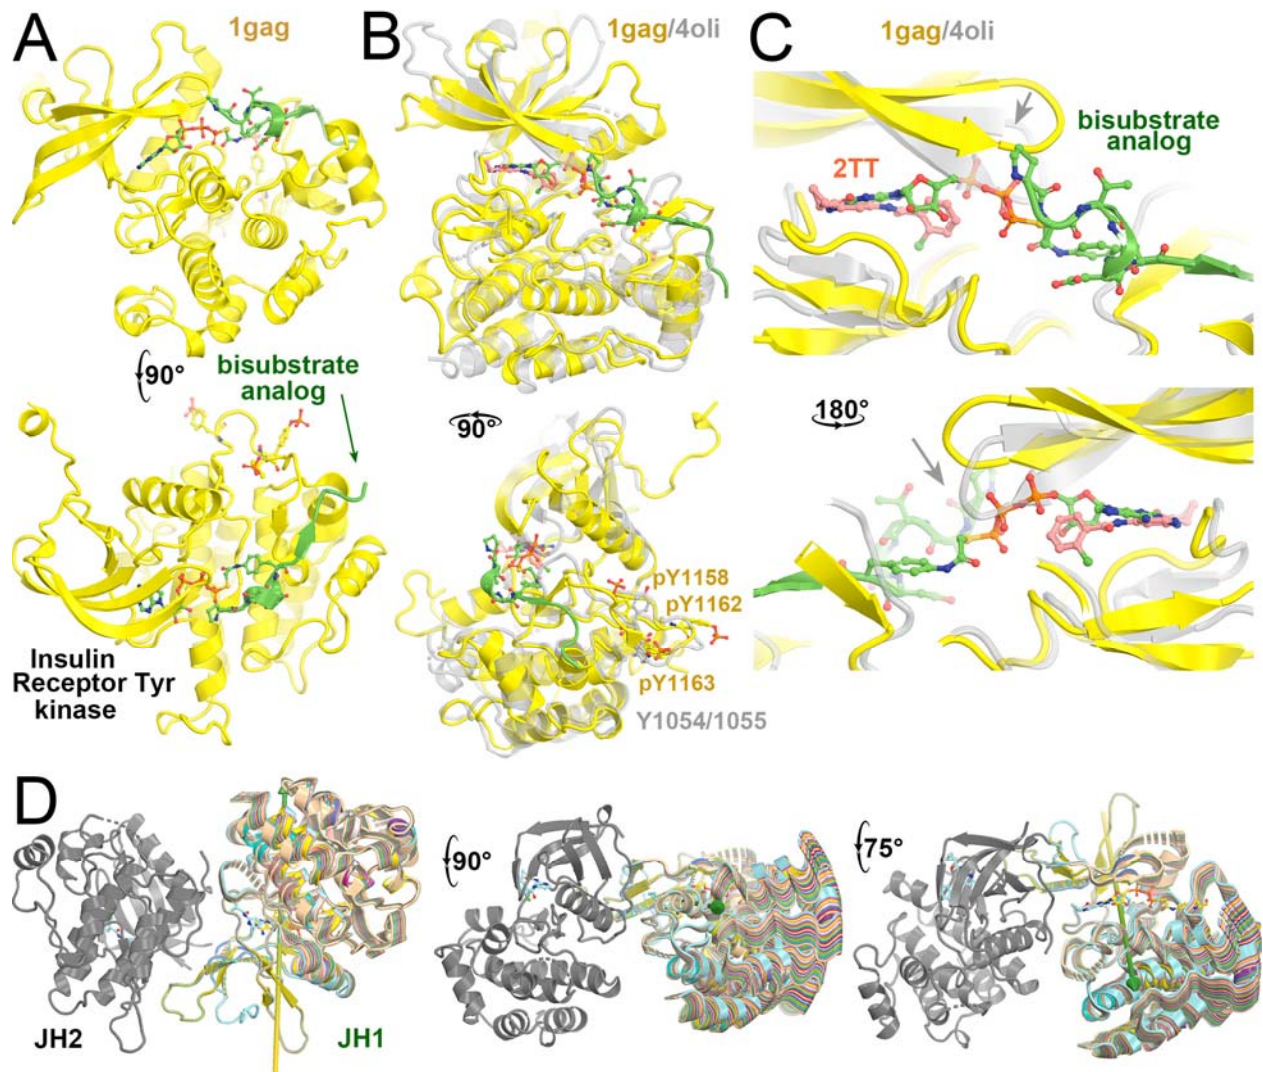 A
1gag
B
1gag/4oli
C
1gag/4oli
bisubstrate
analog
2TT
90°
bisubstrate
analog
90°
180°
pY1158
pY1162
pY1163
Y1054/1055
Insulin
Receptor Tyr
kinase
D
90°
75°
JH2
JH1